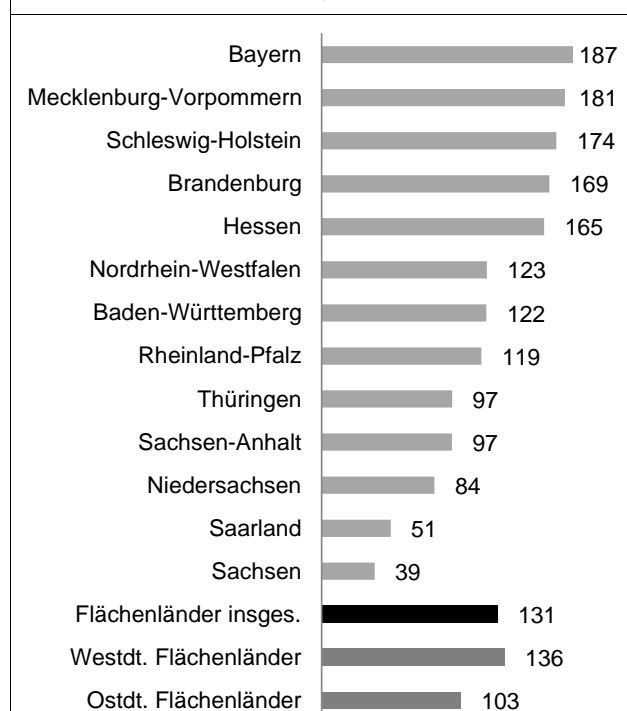 Bayern 187
Mecklenburg-Vorpommern 181
Schleswig-Holstein 174
Brandenburg 169
Hessen 165
Nordrhein-Westfalen 123
Baden-Württemberg 122
Rheinland-Pfalz 119
Thüringen 97
Sachsen-Anhalt 97
Niedersachsen 84
Saarland 51
Sachsen 39
Flächenländer insges. 131
Westdt. Flächenländer 136
Ostdt. Flächenländer 103